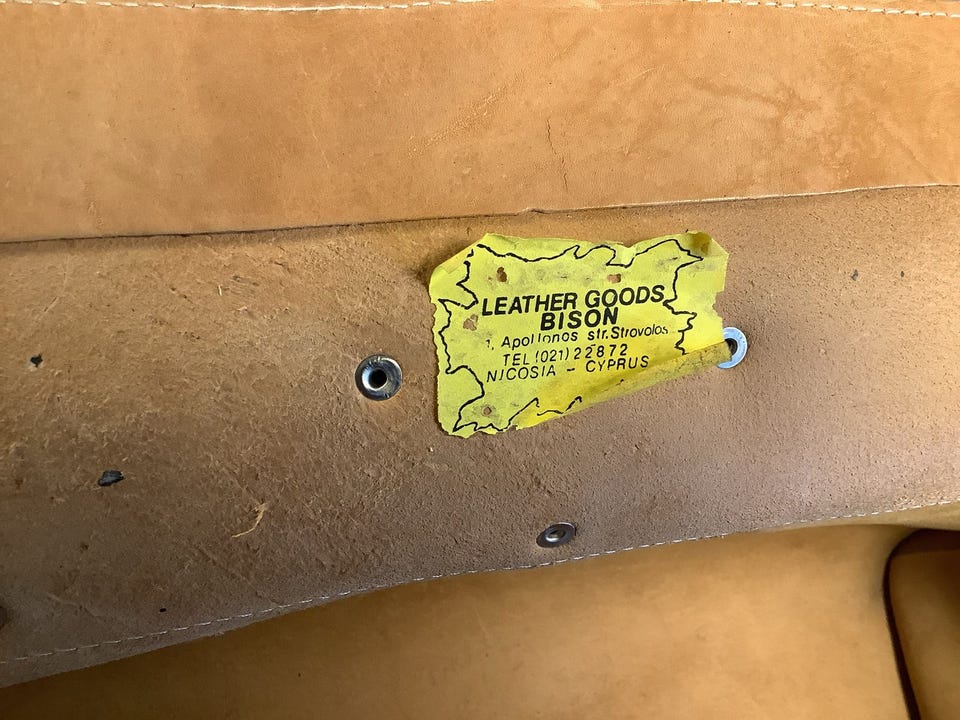 LEATHER GOODS
BISON
1, Apollonos str. Strovolos
TEL (021) 22872
NICOSIA - CYPRUS